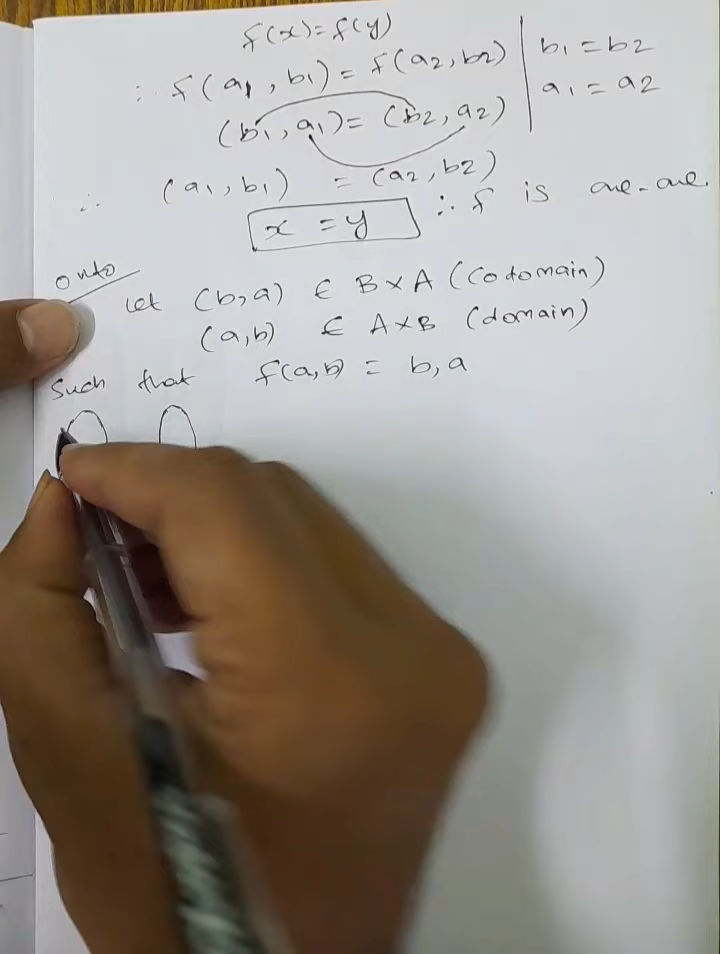 f(x)=f(y)
∴ f(a1, b1) = f(a2, b2) | b1 = b2
(b1, a1) = (b2, a2) | a1 = a2
∴ (a1, b1) = (a2, b2)
x = y ∴ f is one-one.
onto
Let (b, a) ∈ B×A (Codomain)
(a, b) ∈ A×B (domain)
Such that f(a, b) = b, a